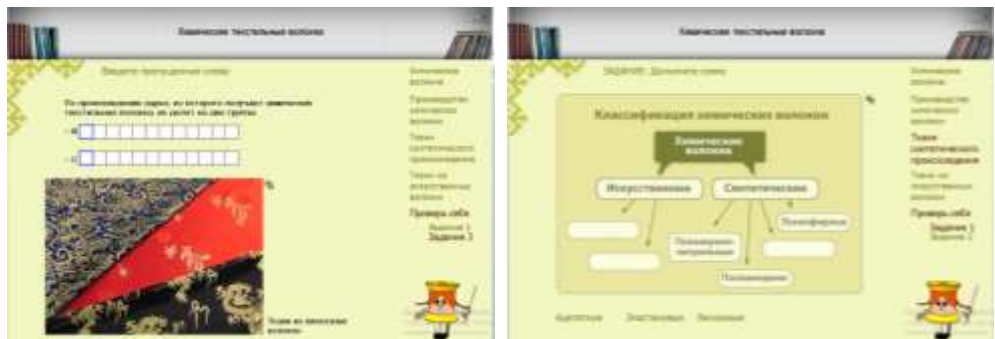 Химические текстильные волокна
Введите пропущенные слова
По происхождению сырья, из которого получают химические
текстильные волокна, их делят на две группы
- и
- с
Ткани из вискозных
волокон
Химические
волокна
Производство
химических
волокон
Ткани
синтетического
происхождения
Ткани из
искусственных
волокон
Проверь себя
Задание 1
Задание 2
Химические текстильные волокна
ЗАДАНИЕ. Дополните схему
Классификация химических волокон
Химические
волокна
Искусственные
Синтетические
Полиэфирные
Полиамидные
Ацетатные
Эластановые
Вискозные
Химические
волокна
Производство
химических
волокон
Ткани
синтетического
происхождения
Ткани из
искусственных
волокон
Проверь себя
Задание 1
Задание 2